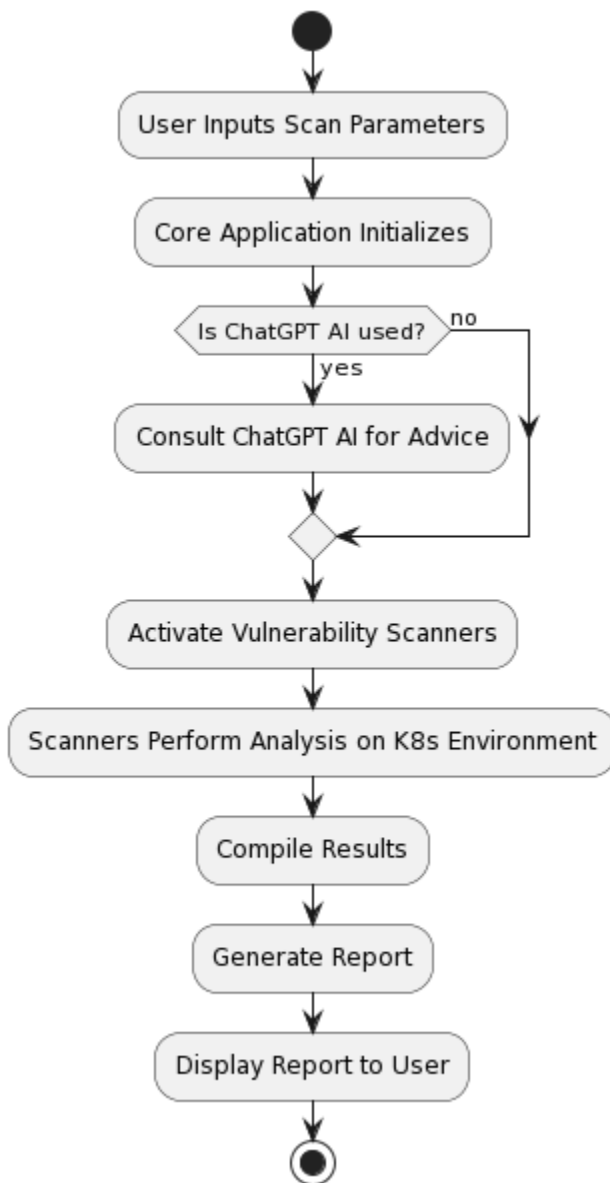 User Inputs Scan Parameters
Core Application Initializes
Is ChatGPT AI used?
no
yes
Consult ChatGPT AI for Advice
Activate Vulnerability Scanners
Scanners Perform Analysis on K8s Environment
Compile Results
Generate Report
Display Report to User